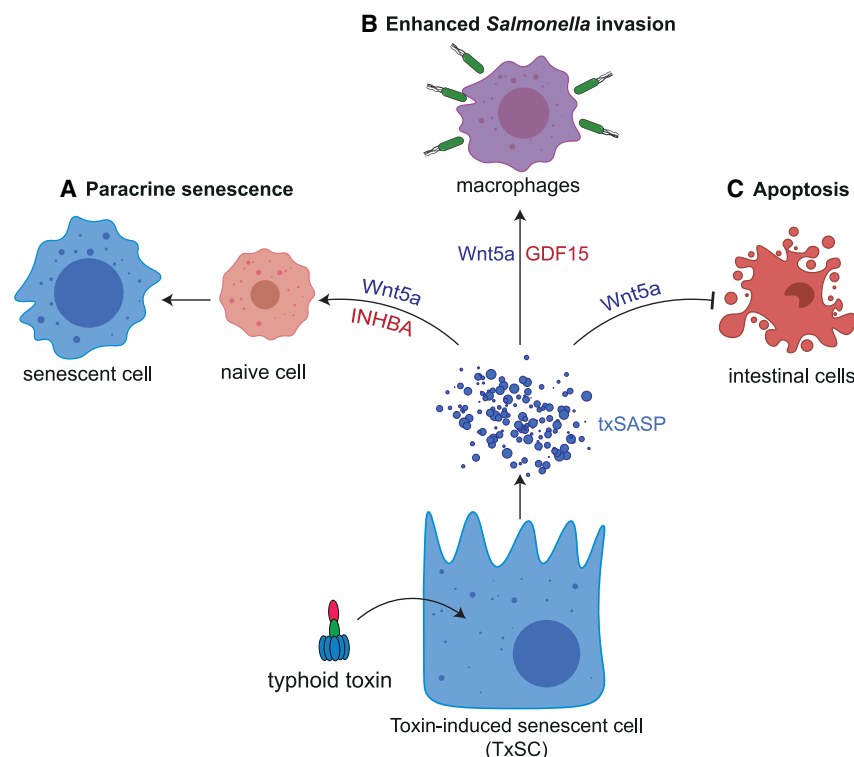 B Enhanced Salmonella invasion
macrophages
A Paracrine senescence
C Apoptosis
Wnt5a GDF15
Wnt5a
INHBA
Wnt5a
senescent cell
naive cell
intestinal cells
txSASP
typhoid toxin
Toxin-induced senescent cell
(TxSC)